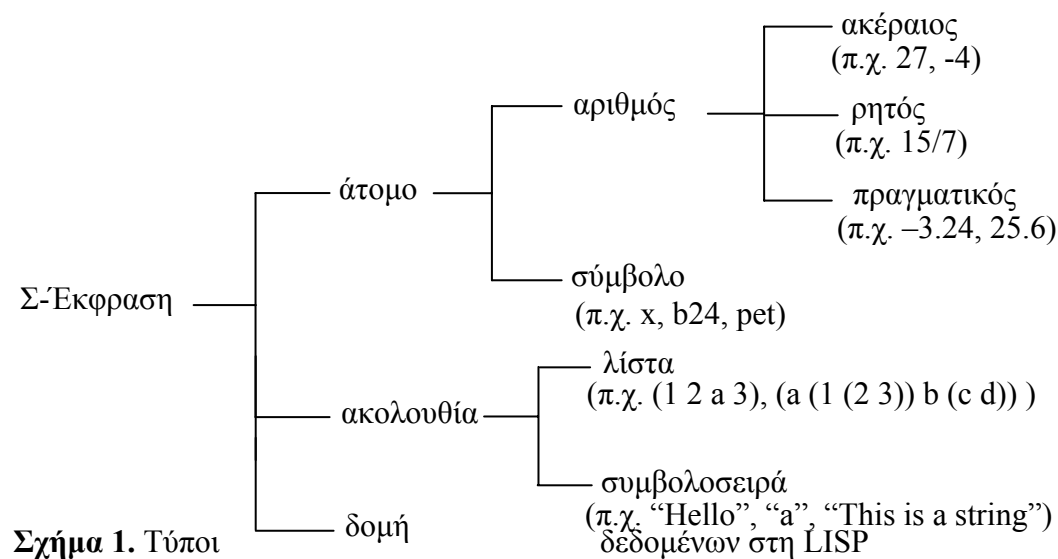 ακέραιος
(π.χ. 27, -4)
αριθμός
ρητός
(π.χ. 15/7)
άτομο
πραγματικός
(π.χ. –3.24, 25.6)
σύμβολο
(π.χ. x, b24, pet)
Σ-Έκφραση
λίστα
(π.χ. (1 2 a 3), (a (1 (2 3)) b (c d)) )
ακολουθία
συμβολοσειρά
(π.χ. “Hello”, “a”, “This is a string”)
δομή
Σχήμα 1. Τύποι δεδομένων στη LISP